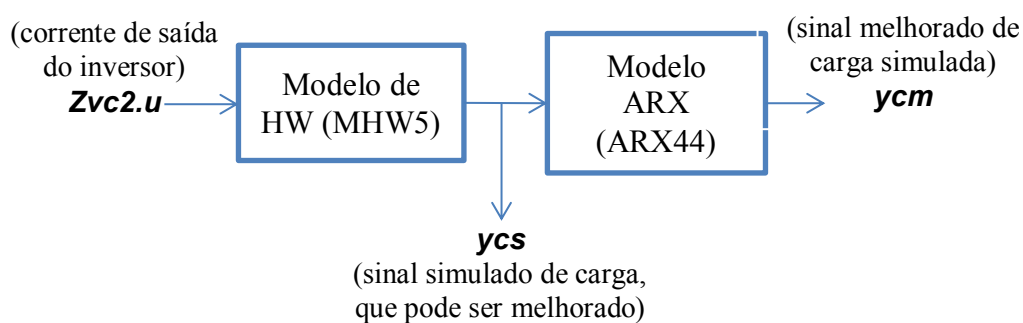 (corrente de saída
do inversor)
Zvc2.u
Modelo de
HW (MHW5)
Modelo
ARX
(ARX44)
(sinal melhorado de
carga simulada)
ycm
ycs
(sinal simulado de carga,
que pode ser melhorado)